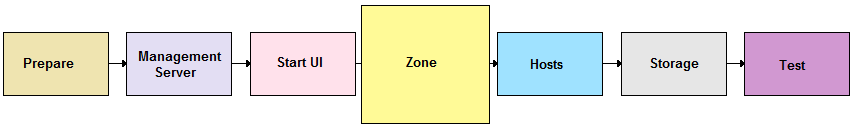 Prepare
Management
Server
Start UI
Zone
Hosts
Storage
Test